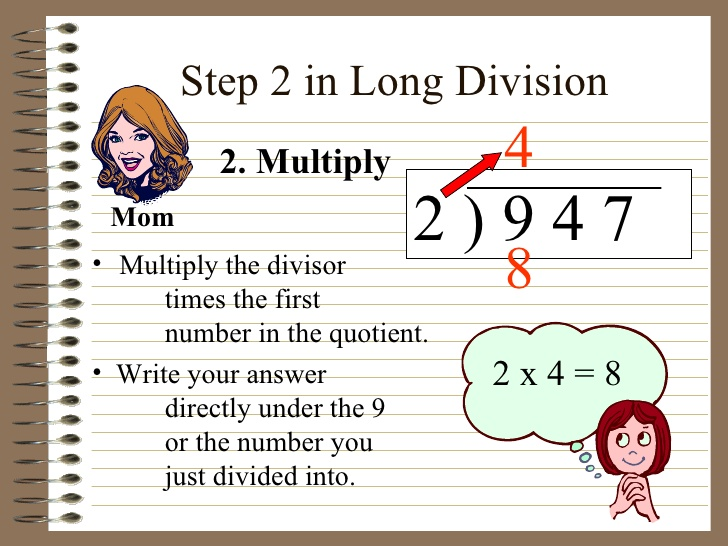 Step 2 in Long Division
2. Multiply
Mom
4
2 ) 9 4 7
8
• Multiply the divisor
times the first
number in the quotient.
• Write your answer
directly under the 9
or the number you
just divided into.
2 x 4 = 8